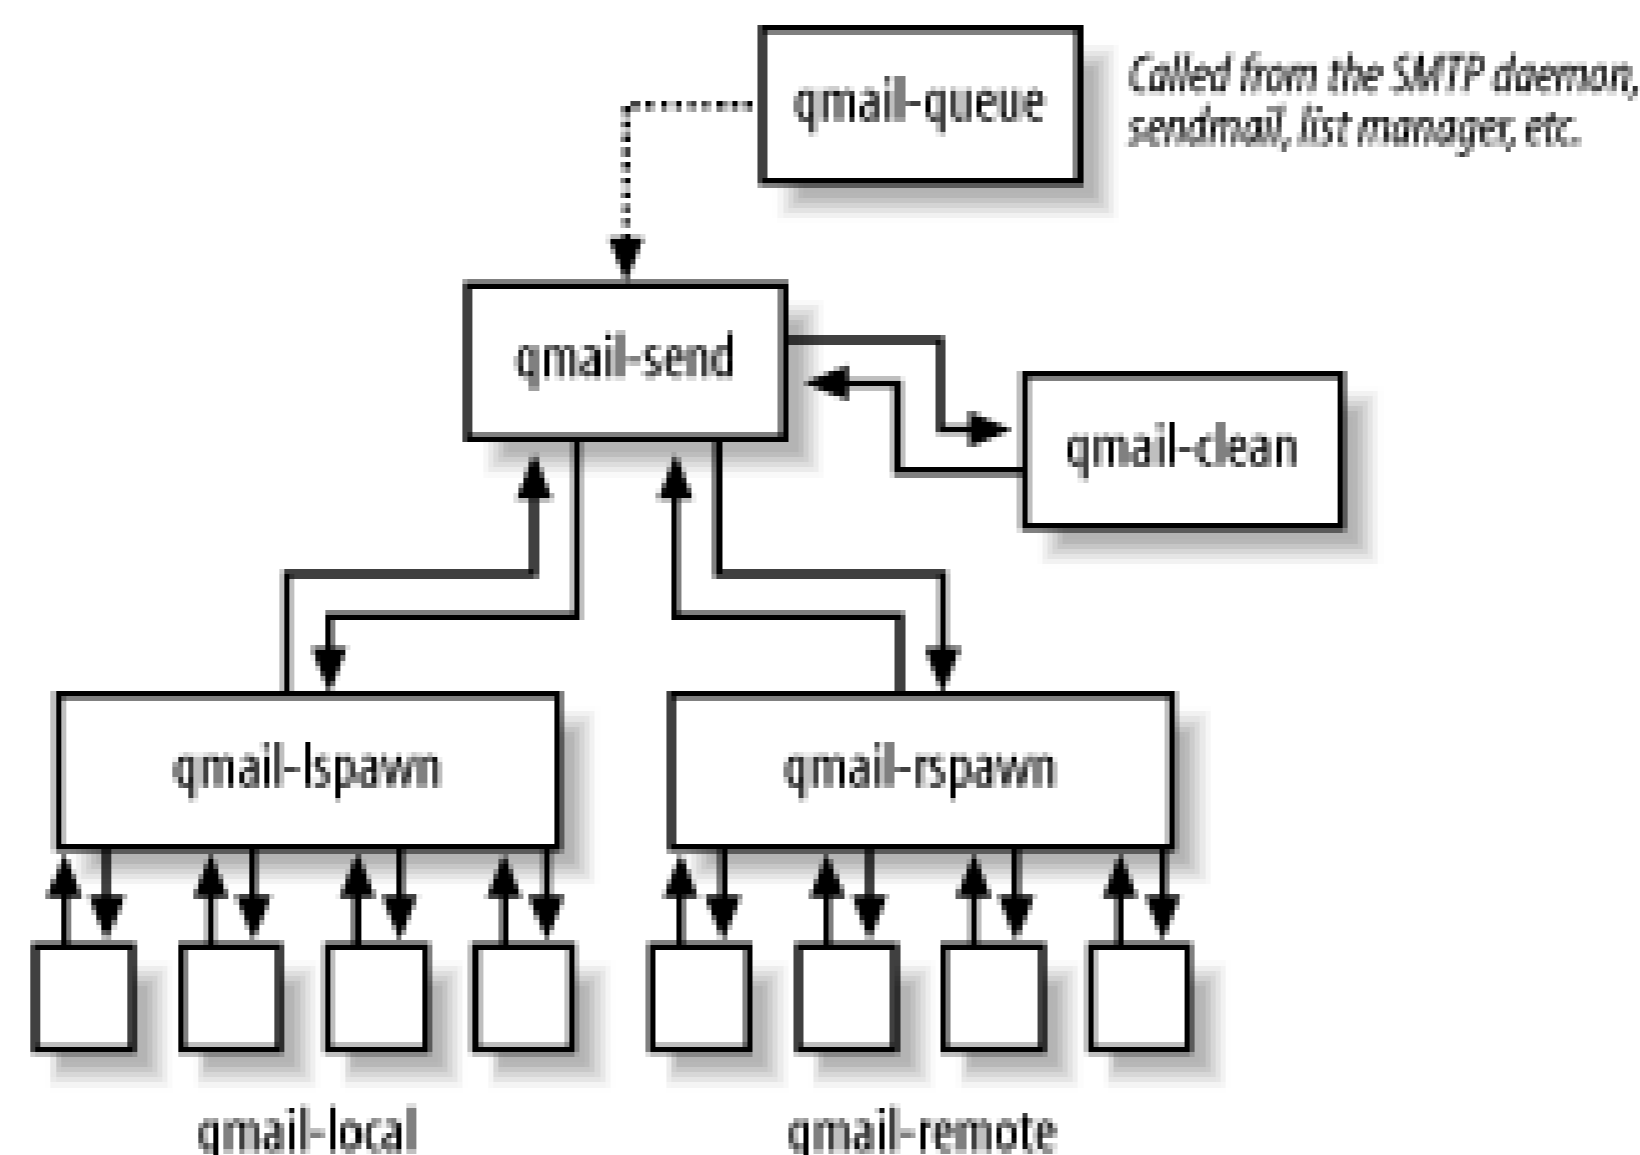 qmail-queue
Called from the SMTP daemon,
sendmail, list manager, etc.
qmail-send
qmail-clean
qmail-lspawn
qmail-rspawn
qmail-local
qmail-remote